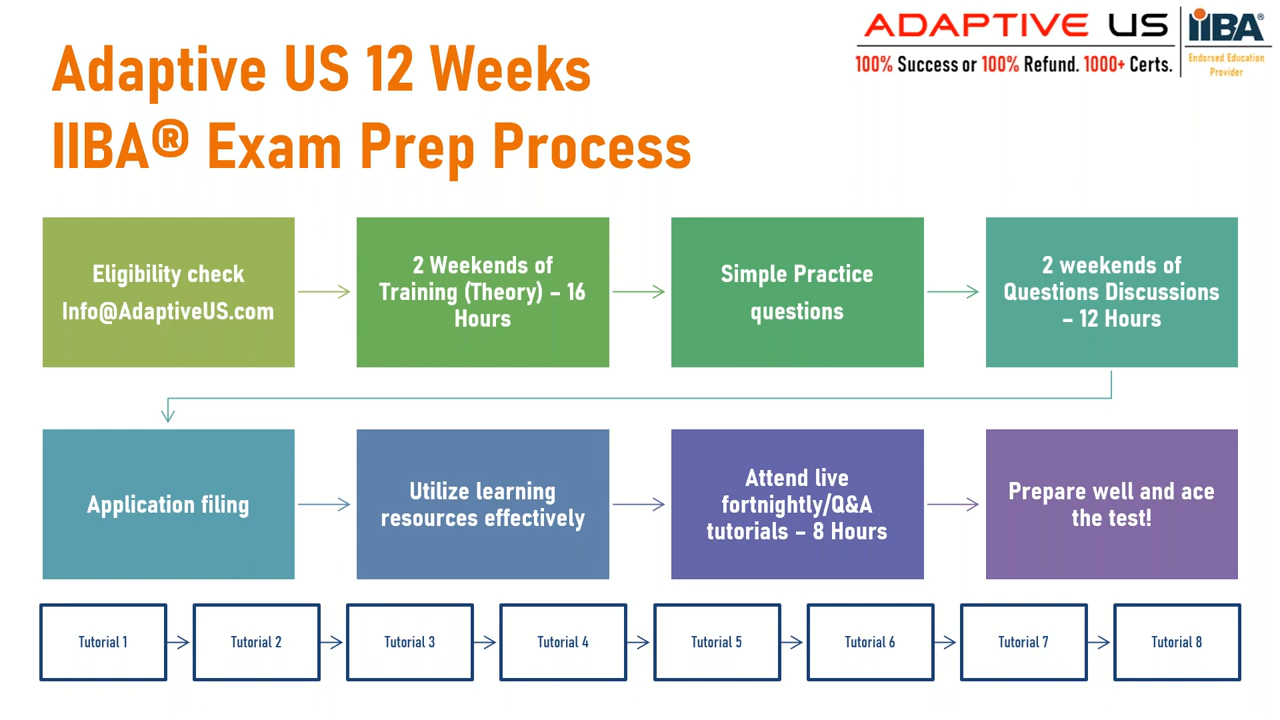 Adaptive US 12 Weeks
IIBA® Exam Prep Process
ADAPTIVE US
100% Success or 100% Refund. 1000+ Certs.
IIBA®
Endorsed Education
Provider
Eligibility check
Info@AdaptiveUS.com
2 Weekends of
Training (Theory) – 16
Hours
Simple Practice
questions
2 weekends of
Questions Discussions
– 12 Hours
Application filing
Utilize learning
resources effectively
Attend live
fortnightly/Q&A
tutorials – 8 Hours
Prepare well and ace
the test!
Tutorial 1
Tutorial 2
Tutorial 3
Tutorial 4
Tutorial 5
Tutorial 6
Tutorial 7
Tutorial 8